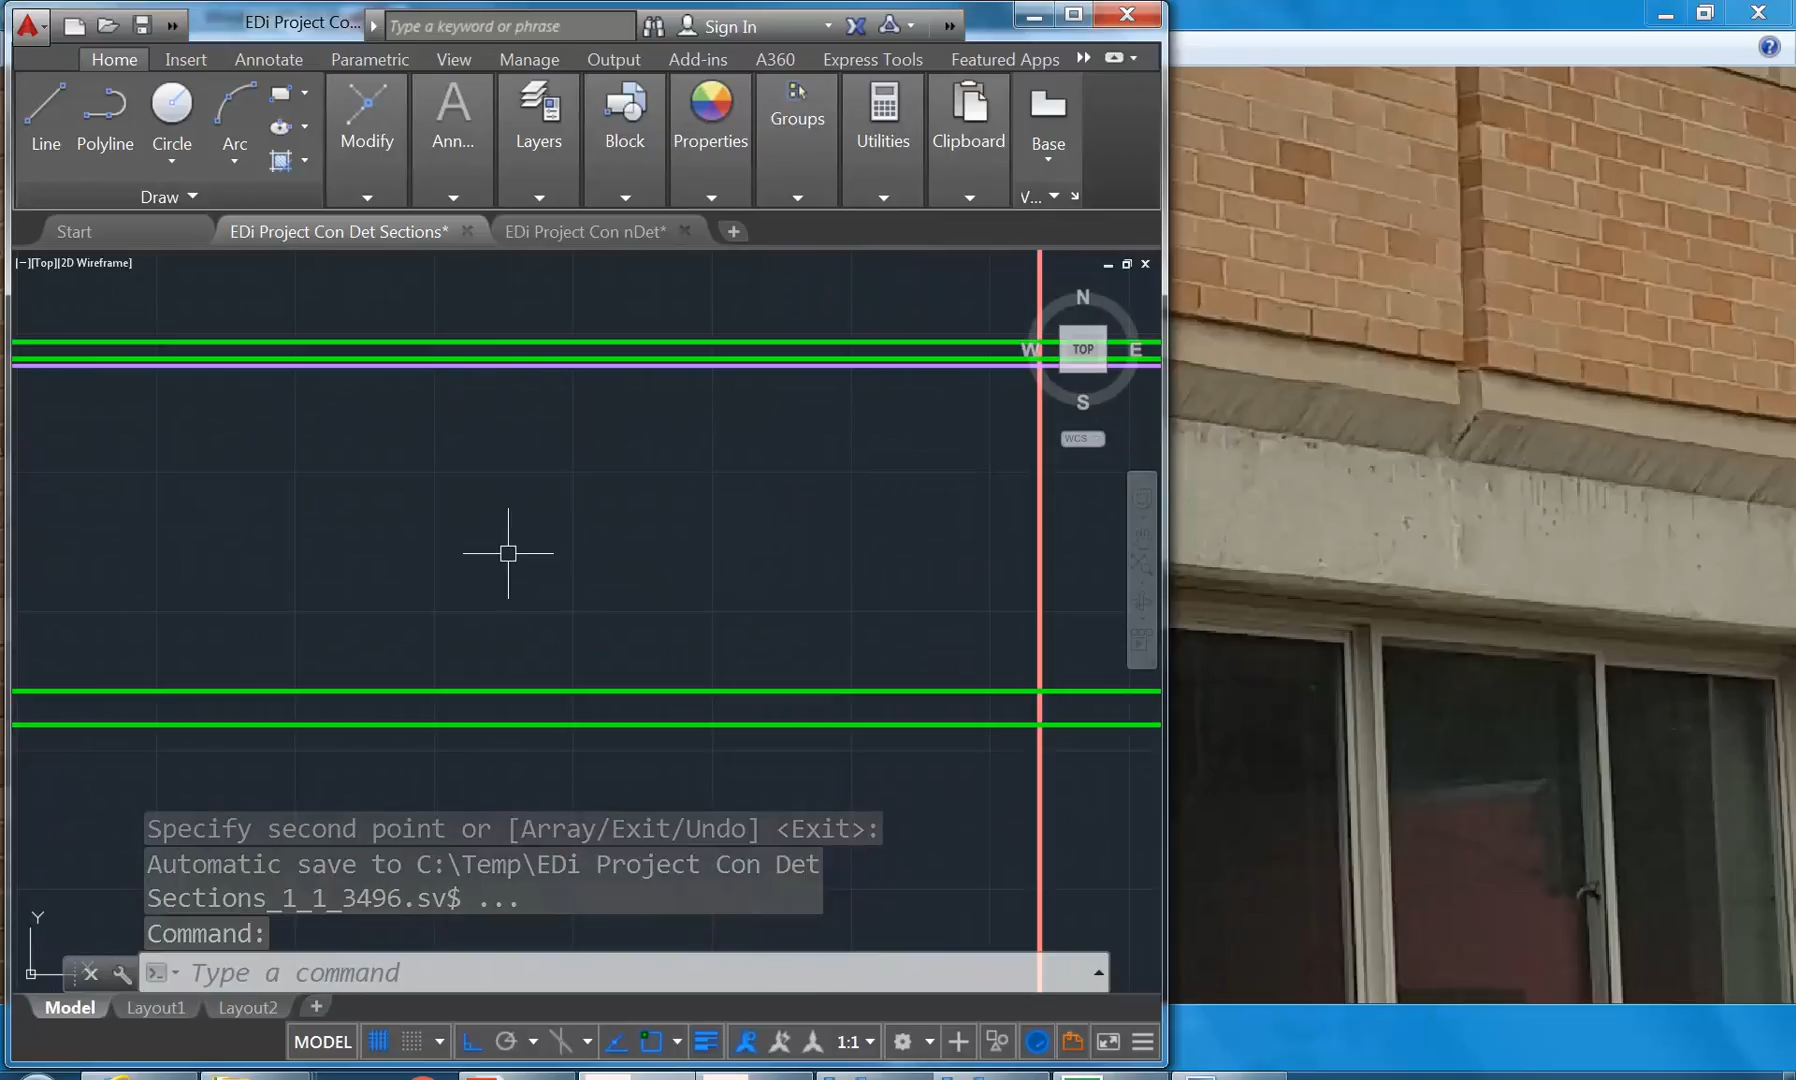 EDi Project Co...
Type a keyword or phrase
Sign In
Home Insert Annotate Parametric View Manage Output Add-ins A360 Express Tools Featured Apps
Line Polyline Circle Arc
Modify
Ann...
Layers
Block
Properties
Groups
Utilities
Clipboard
Base
Draw
V...
Start
EDi Project Con Det Sections*
EDi Project Con nDet*
[−][Top][2D Wireframe]
N
W TOP E
S
WCS
Specify second point or [Array/Exit/Undo] <Exit>:
Automatic save to C:\Temp\EDi Project Con Det
Sections_1_1_3496.sv$ ...
Command:
Y
X
Type a command
Model Layout1 Layout2
MODEL
1:1